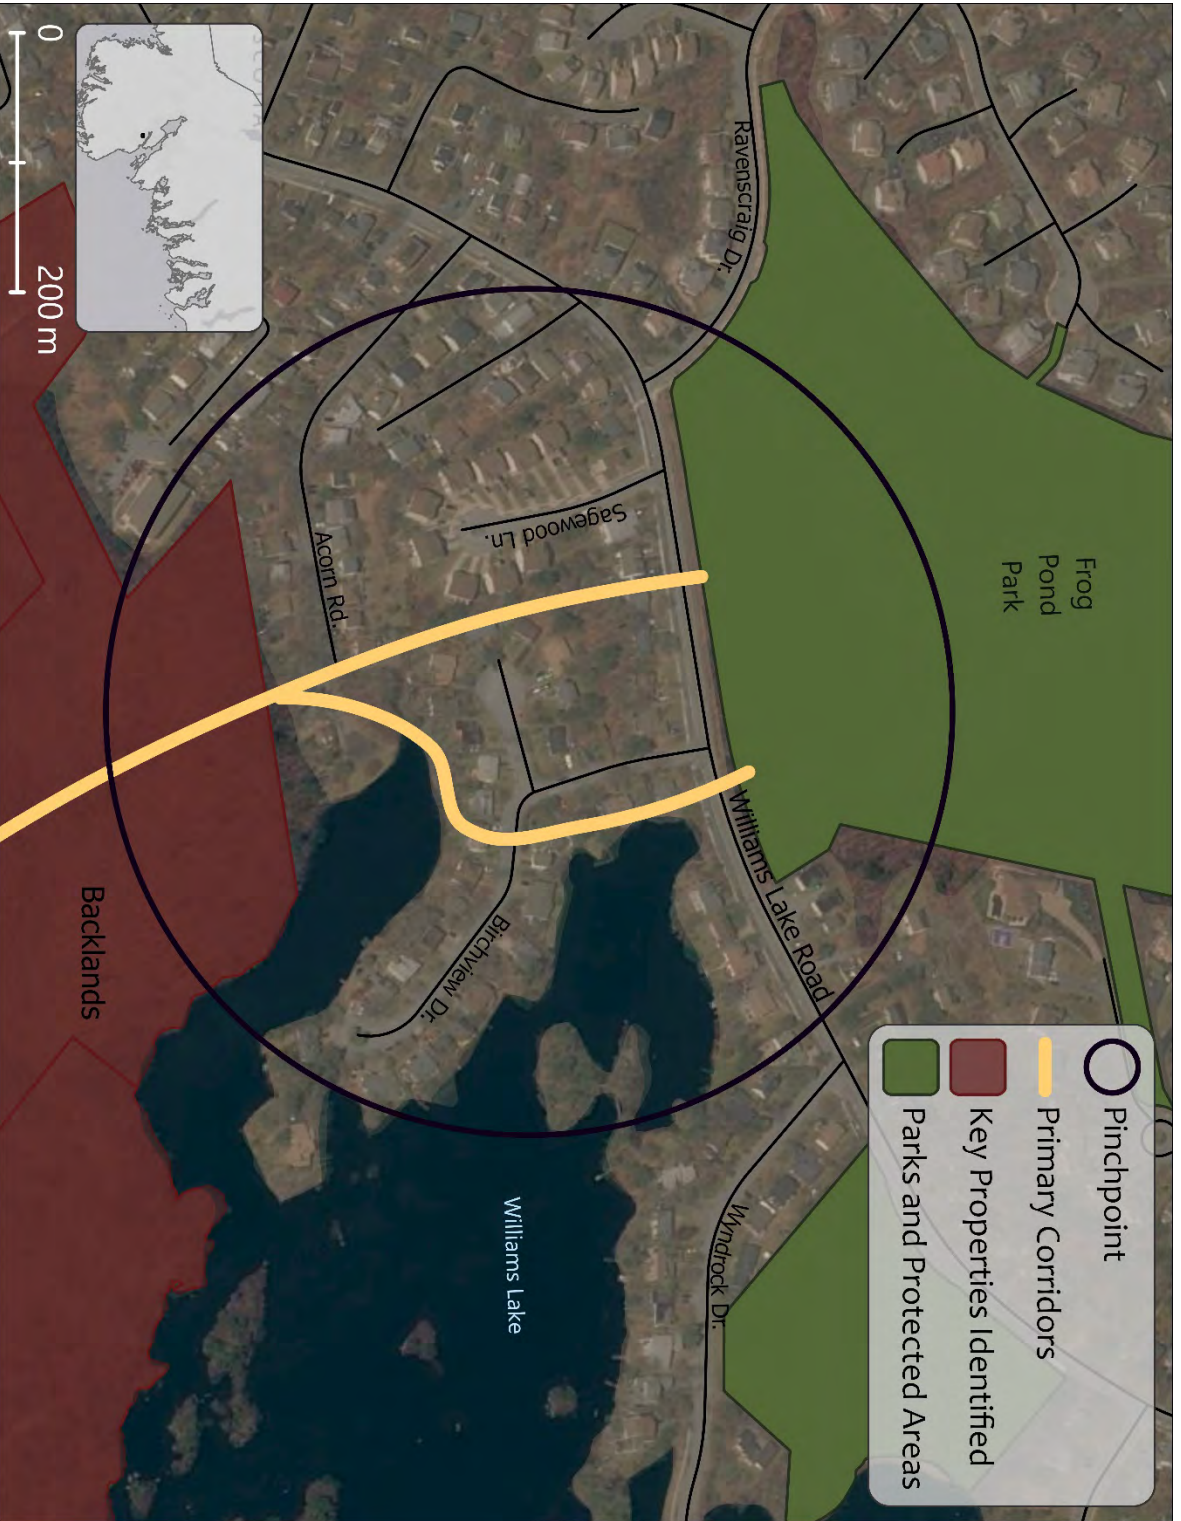 Pinchpoint
Primary Corridors
Key Properties Identified
Parks and Protected Areas
Frog
Pond
Park
Ravenscraig Dr.
Williams Lake Road
Wyndrock Dr.
Sagewood Ln.
Birchview Dr.
Williams Lake
Acorn Rd.
Backlands
0
200 m